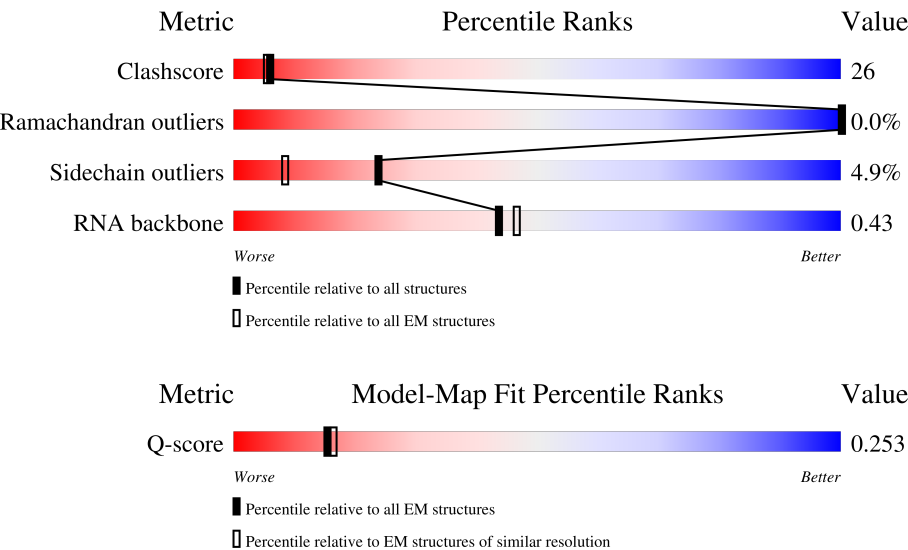 Metric Percentile Ranks Value
Clashscore 26
Ramachandran outliers 0.0%
Sidechain outliers 4.9%
RNA backbone 0.43
Worse Better
Percentile relative to all structures
Percentile relative to all EM structures
Metric Model-Map Fit Percentile Ranks Value
Q-score 0.253
Worse Better
Percentile relative to all EM structures
Percentile relative to EM structures of similar resolution